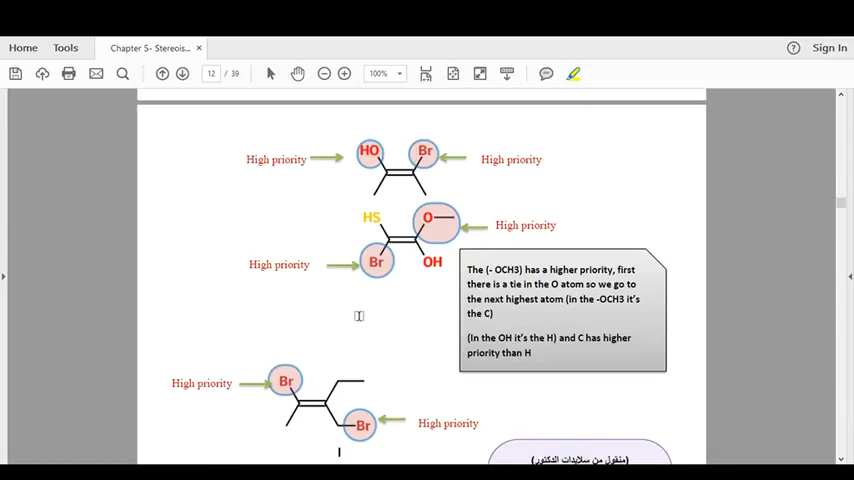 Home Tools Chapter 5- Stereois... × Sign In
12 / 39 100%
HO Br
High priority High priority
HS O
High priority
High priority Br OH
The (- OCH3) has a higher priority, first
there is a tie in the O atom so we go to
the next highest atom (in the -OCH3 it's
the C)
(In the OH it's the H) and C has higher
priority than H
High priority Br
Br High priority
(منقول من سلايدات الدكتور)